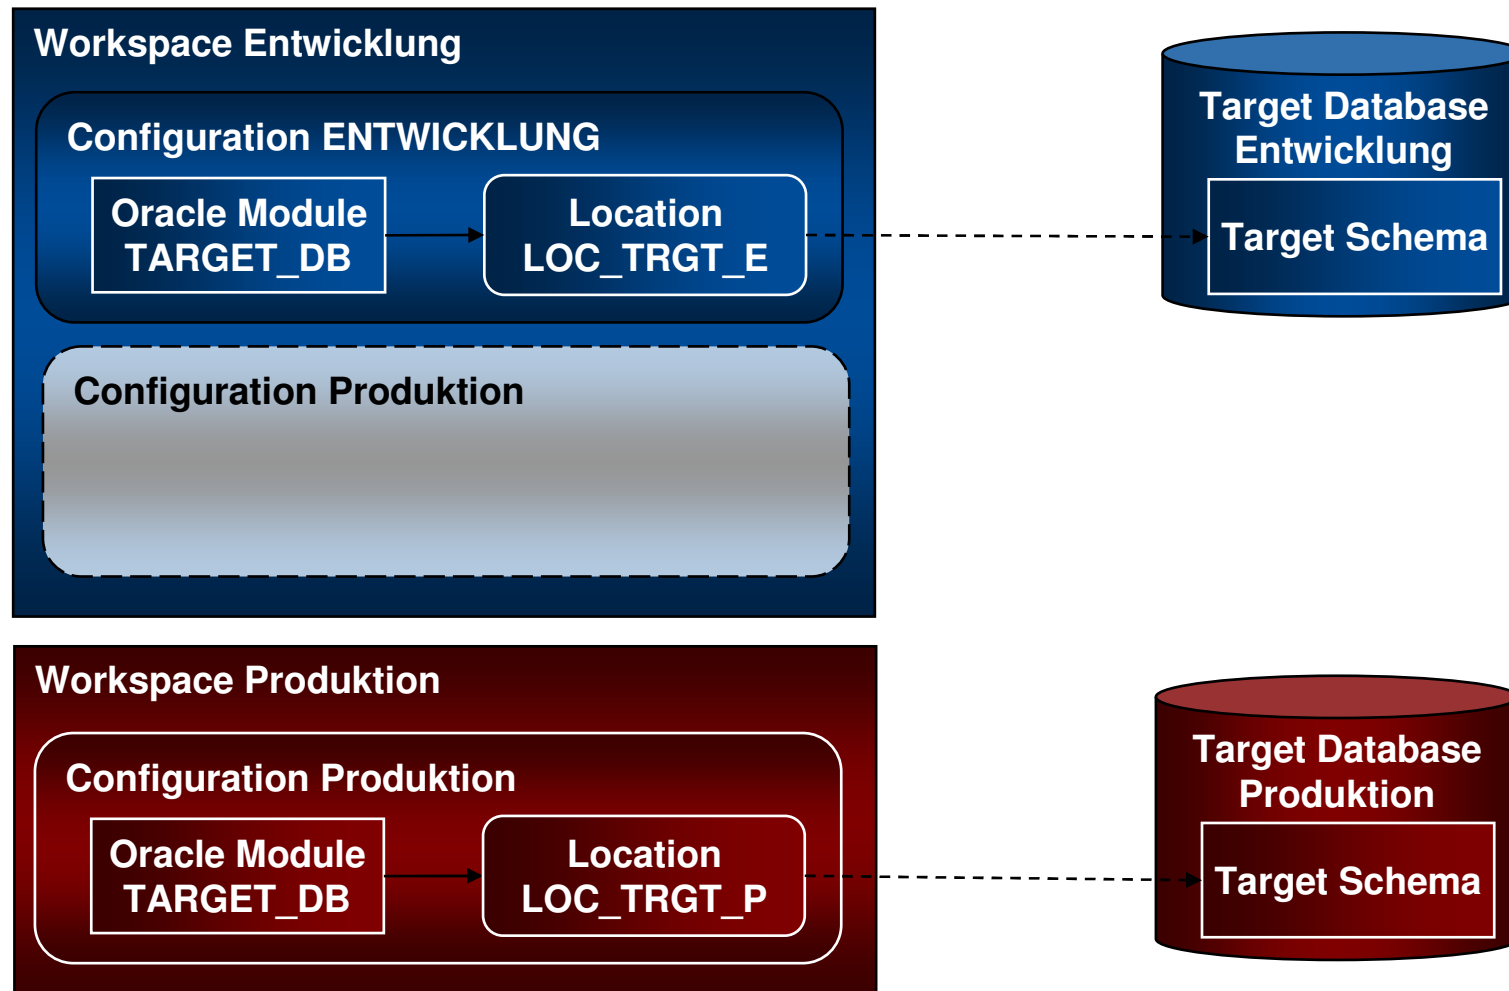 Workspace Entwicklung
Configuration ENTWICKLUNG
Oracle Module
TARGET_DB
Location
LOC_TRGT_E
Target Database
Entwicklung
Target Schema
Configuration Produktion
Workspace Produktion
Configuration Produktion
Oracle Module
TARGET_DB
Location
LOC_TRGT_P
Target Database
Produktion
Target Schema